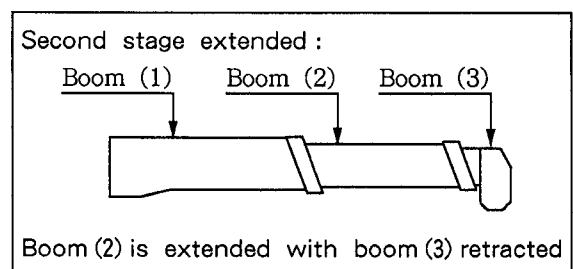 Second stage extended :
Boom (1) Boom (2) Boom (3)
Boom (2) is extended with boom (3) retracted